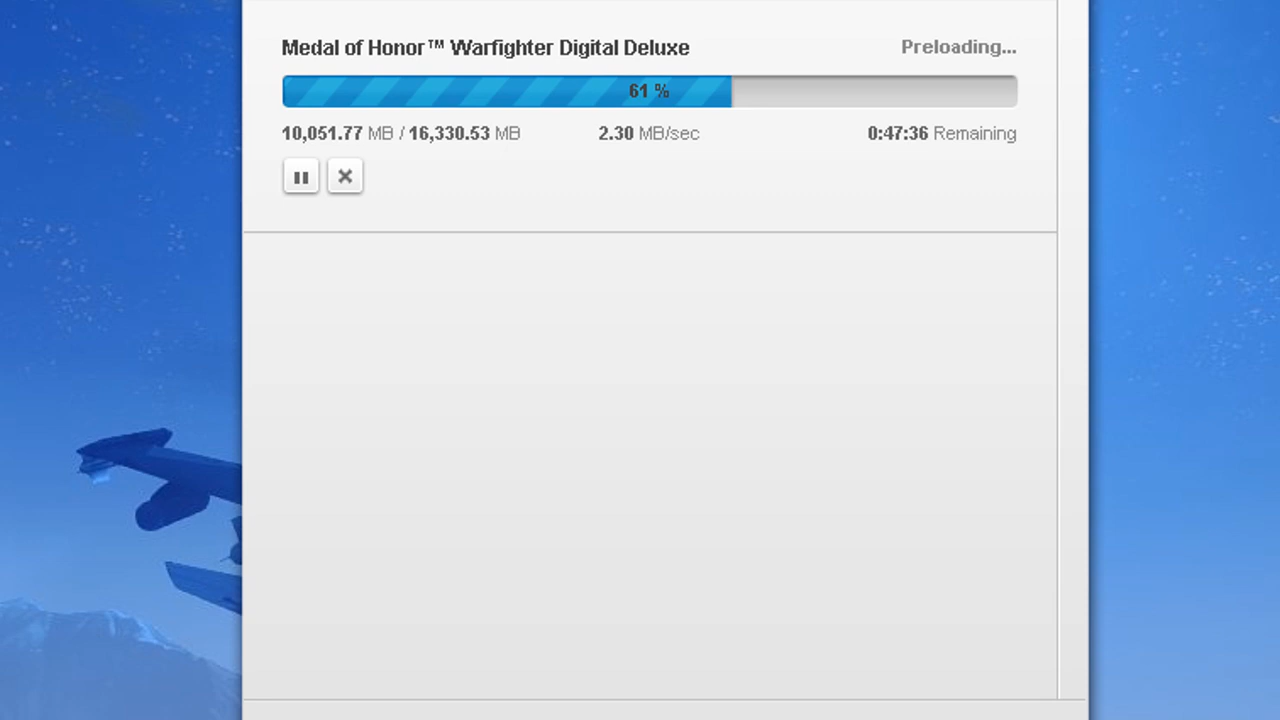 Medal of Honor™ Warfighter Digital Deluxe Preloading...
61 %
10,051.77 MB / 16,330.53 MB 2.30 MB/sec 0:47:36 Remaining